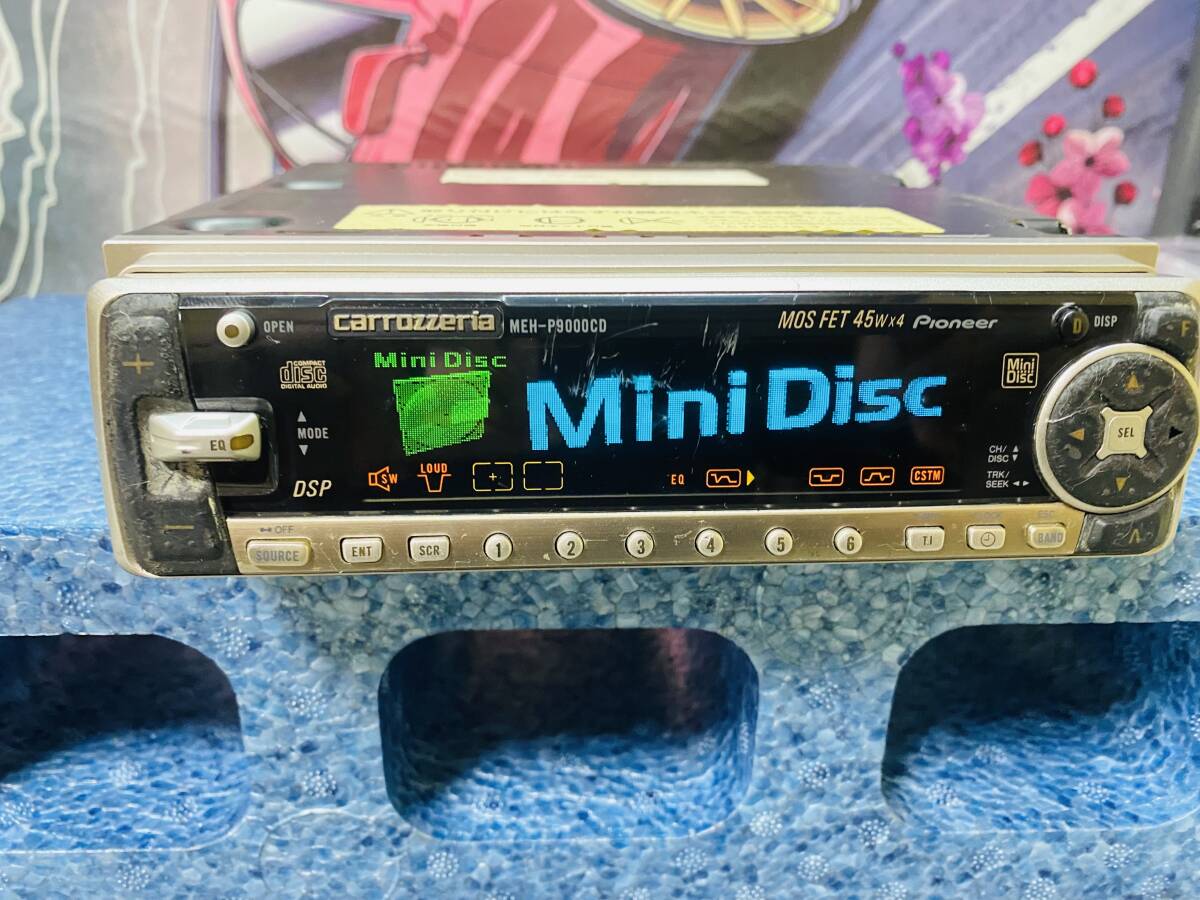 OPEN
carrozzeria
MEH-P9000CD
MOS FET 45W×4
Pioneer
D
DISP
F
COMPACT
disc
DIGITAL AUDIO
Mini Disc
Mini Disc
Mini
Disc
+
EQ
▲
MODE
▼
DSP
SW
LOUD
+
EQ
CSTM
CH/ ▲
DISC ▼
TRK/
SEEK ◄ ►
SEL
−
OFF
SOURCE
ENT
SCR
1
2
3
4
5
6
T.I
BAND
A